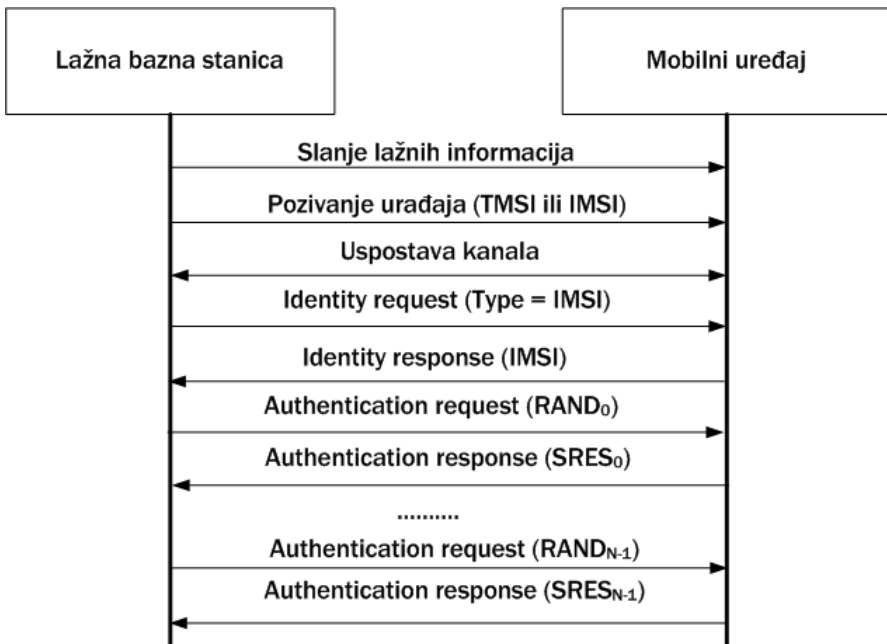 Lažna bazna stanica
Mobilni uređaj
Slanje lažnih informacija
Pozivanje urađaja (TMSI ili IMSI)
Uspostava kanala
Identity request (Type = IMSI)
Identity response (IMSI)
Authentication request (RAND₀)
Authentication response (SRES₀)
..........
Authentication request (RANDN-1)
Authentication response (SRESN-1)